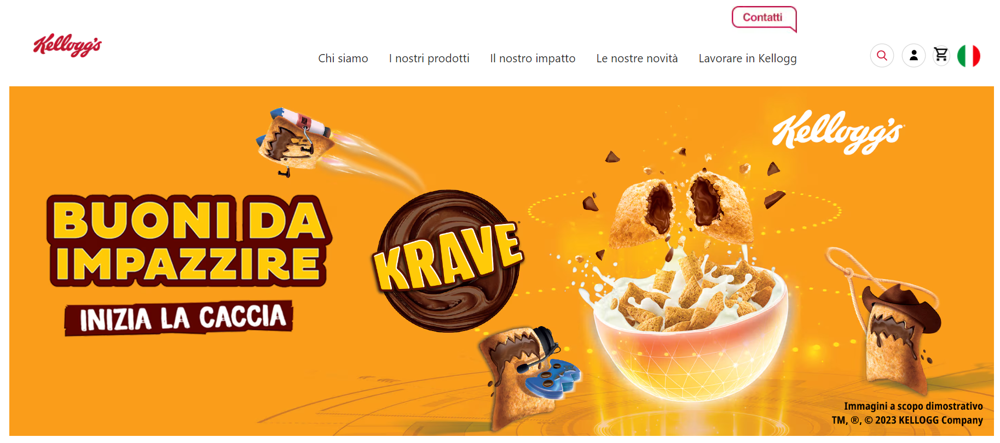 Contatti
Kellogg's
Chi siamo
I nostri prodotti
Il nostro impatto
Le nostre novità
Lavorare in Kellogg
Kellogg's
BUONI DA
IMPAZZIRE
INIZIA LA CACCIA
KRAVE
Immagini a scopo dimostrativo
TM, ®, © 2023 KELLOGG Company